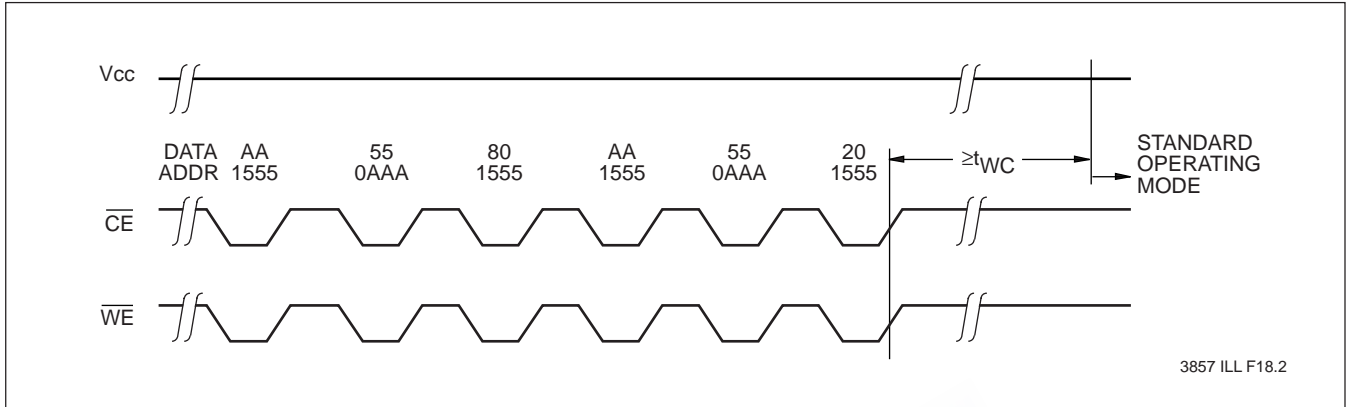 Vcc
DATA AA 55 80 AA 55 20
ADDR 1555 0AAA 1555 1555 0AAA 1555
≥tWC
STANDARD
OPERATING
MODE
CE
WE
3857 ILL F18.2